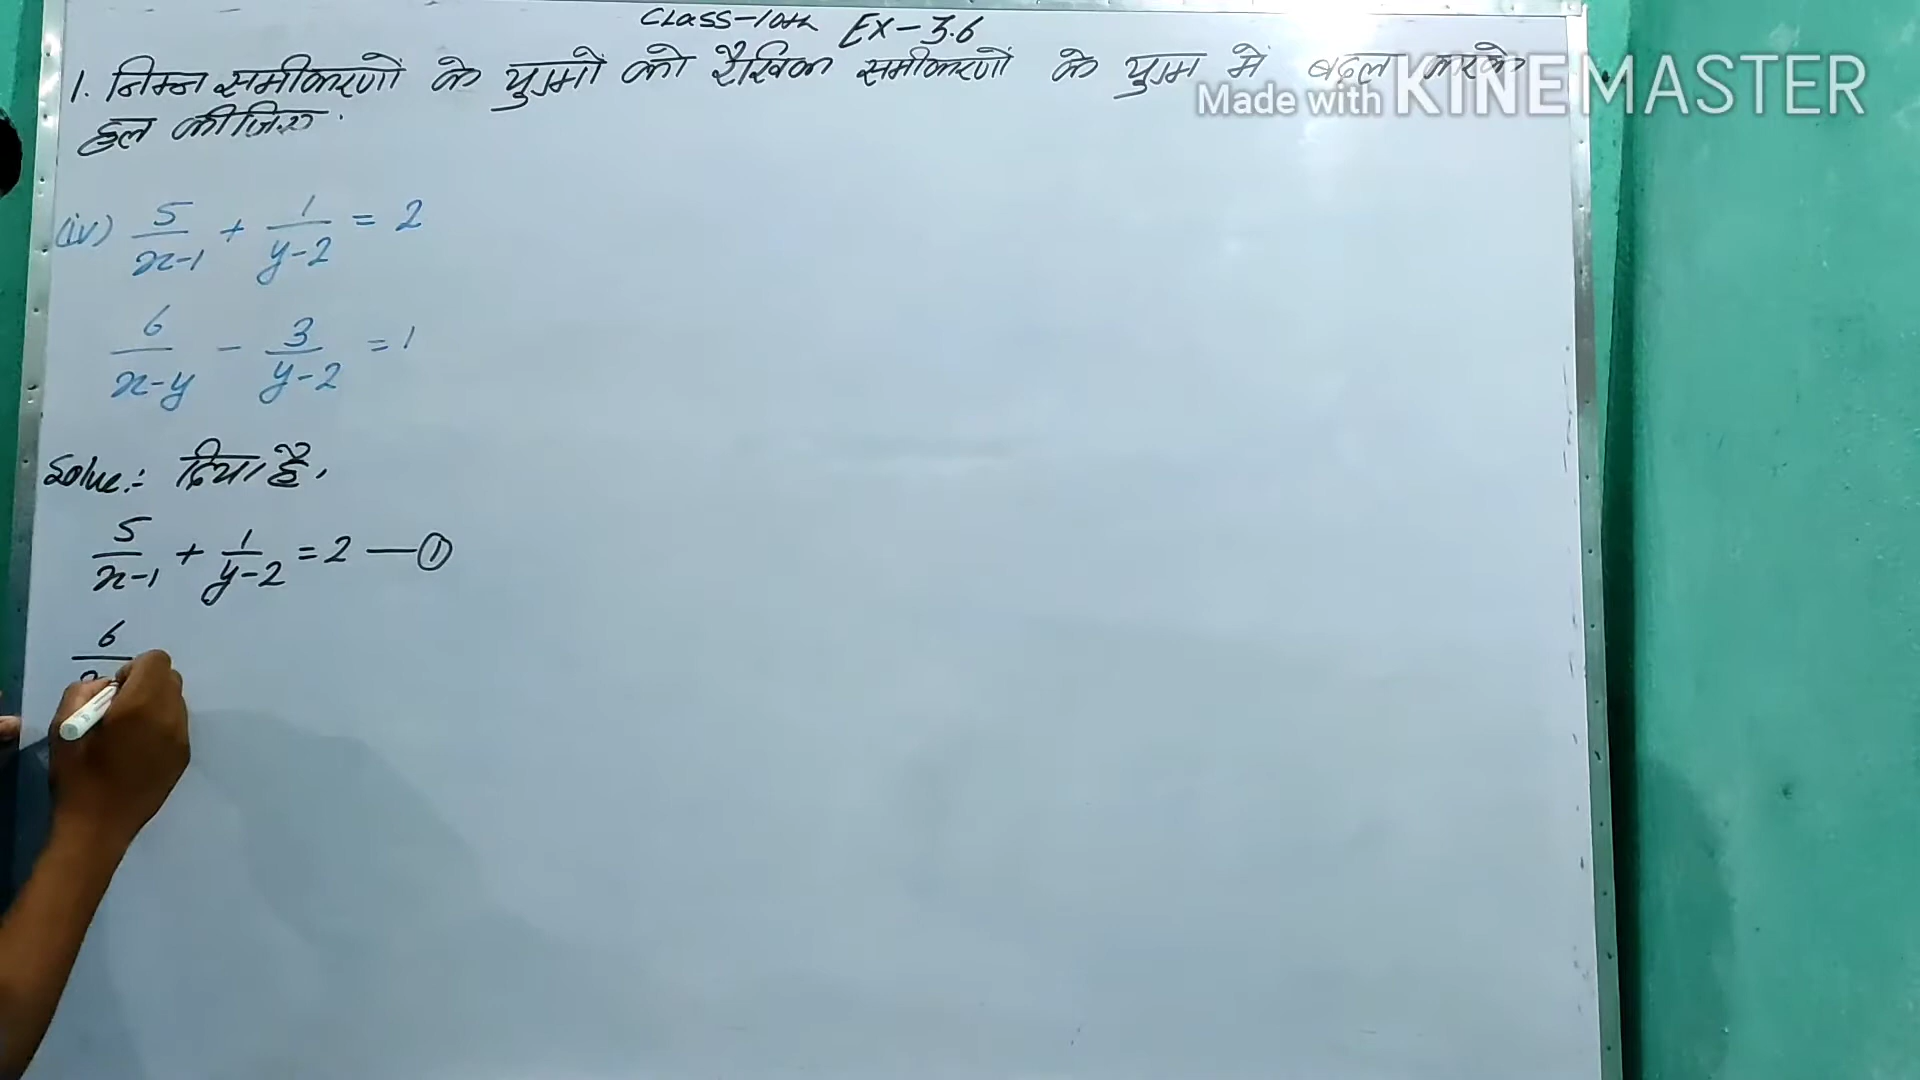 CLASS-10th EX-3.6
1. निम्न समीकरणों के युग्मों को रैखिक समीकरणों के युग्म में बदल करके
Made with KINEMASTER
हल कीजिए.
(iv) 5/(x-1) + 1/(y-2) = 2
6/(x-y) - 3/(y-2) = 1
Solve:- दिया है,
5/(x-1) + 1/(y-2) = 2 — ①
6